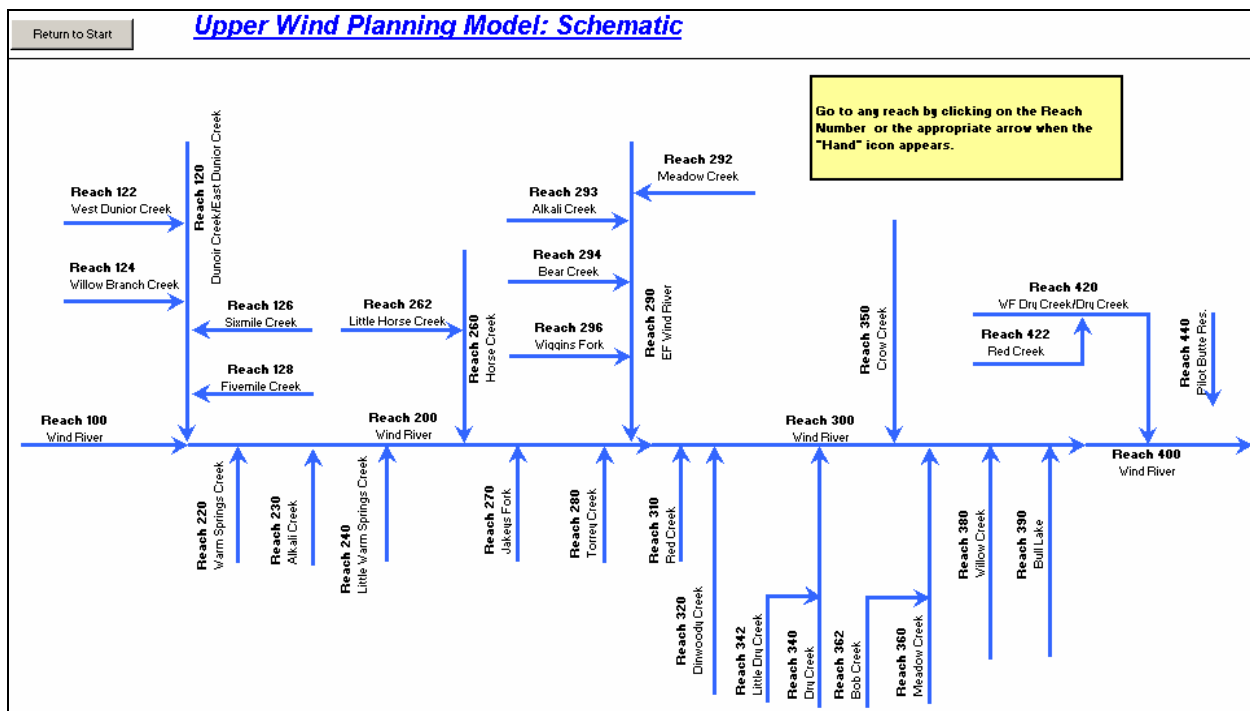 Return to Start
Upper Wind Planning Model: Schematic
Go to any reach by clicking on the Reach
Number or the appropriate arrow when the
"Hand" icon appears.
Reach 120
Dunoir Creek/East Dunior Creek
Reach 122
West Dunior Creek
Reach 124
Willow Branch Creek
Reach 126
Sixmile Creek
Reach 128
Fivemile Creek
Reach 262
Little Horse Creek
Reach 260
Horse Creek
Reach 292
Meadow Creek
Reach 293
Alkali Creek
Reach 294
Bear Creek
Reach 296
Wiggins Fork
Reach 290
EF Wind River
Reach 350
Crow Creek
Reach 420
WF Dry Creek/Dry Creek
Reach 422
Red Creek
Reach 440
Pilot Butte Res.
Reach 100
Wind River
Reach 200
Wind River
Reach 300
Wind River
Reach 400
Wind River
Reach 220
Warm Springs Creek
Reach 230
Alkali Creek
Reach 240
Little Warm Springs Creek
Reach 270
Jakeys Fork
Reach 280
Torrey Creek
Reach 310
Red Creek
Reach 320
Dinwoody Creek
Reach 342
Little Dry Creek
Reach 340
Dry Creek
Reach 362
Bob Creek
Reach 360
Meadow Creek
Reach 380
Willow Creek
Reach 390
Bull Lake